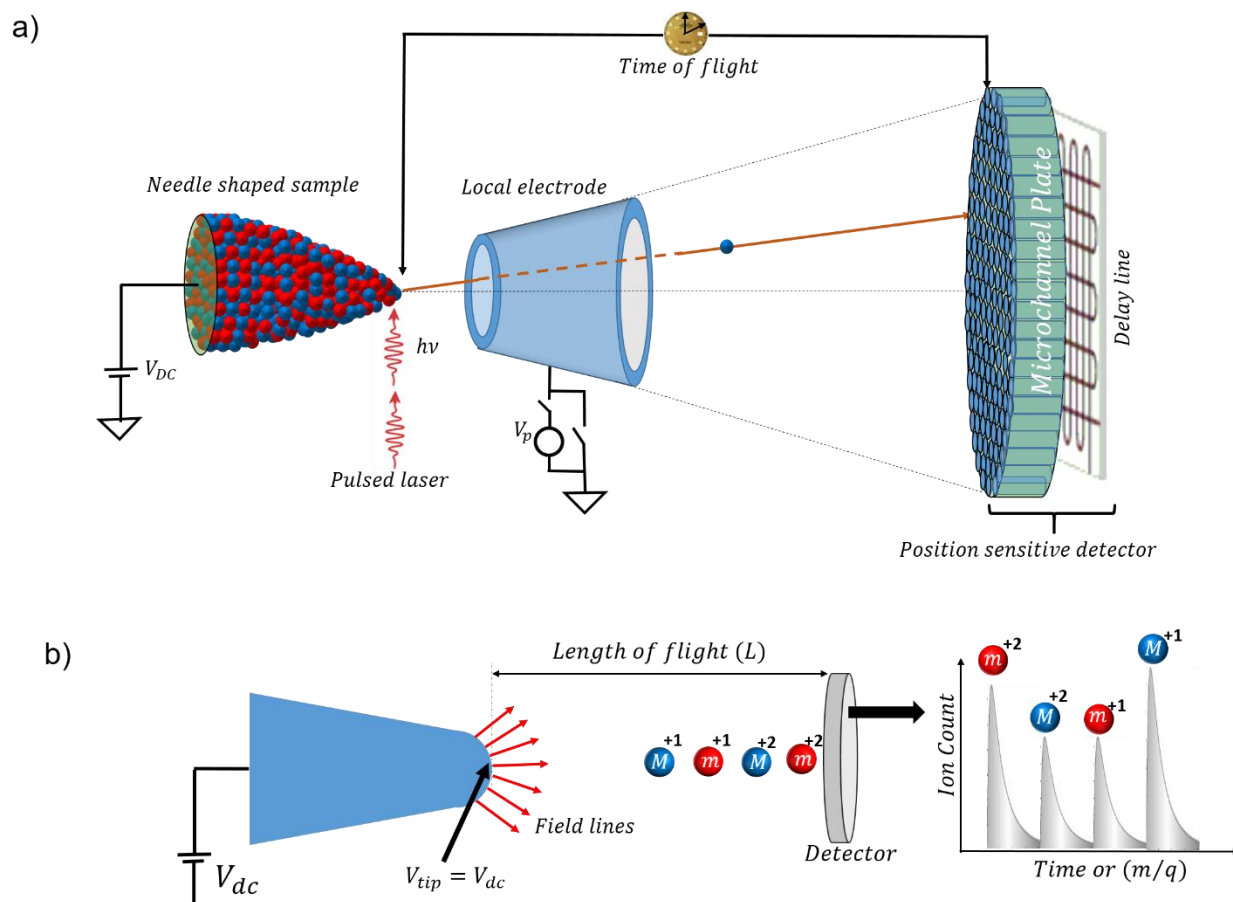 a)
Time of flight
Needle shaped sample
Local electrode
Microchannel Plate
Delay line
V_DC
hν
V_p
Pulsed laser
Position sensitive detector
b)
Length of flight (L)
+2
m
+1
M
+2
M
+1
m
+1
M
+1
m
+2
M
+2
m
Ion Count
Field lines
Detector
Time or (m/q)
V_dc
V_tip = V_dc